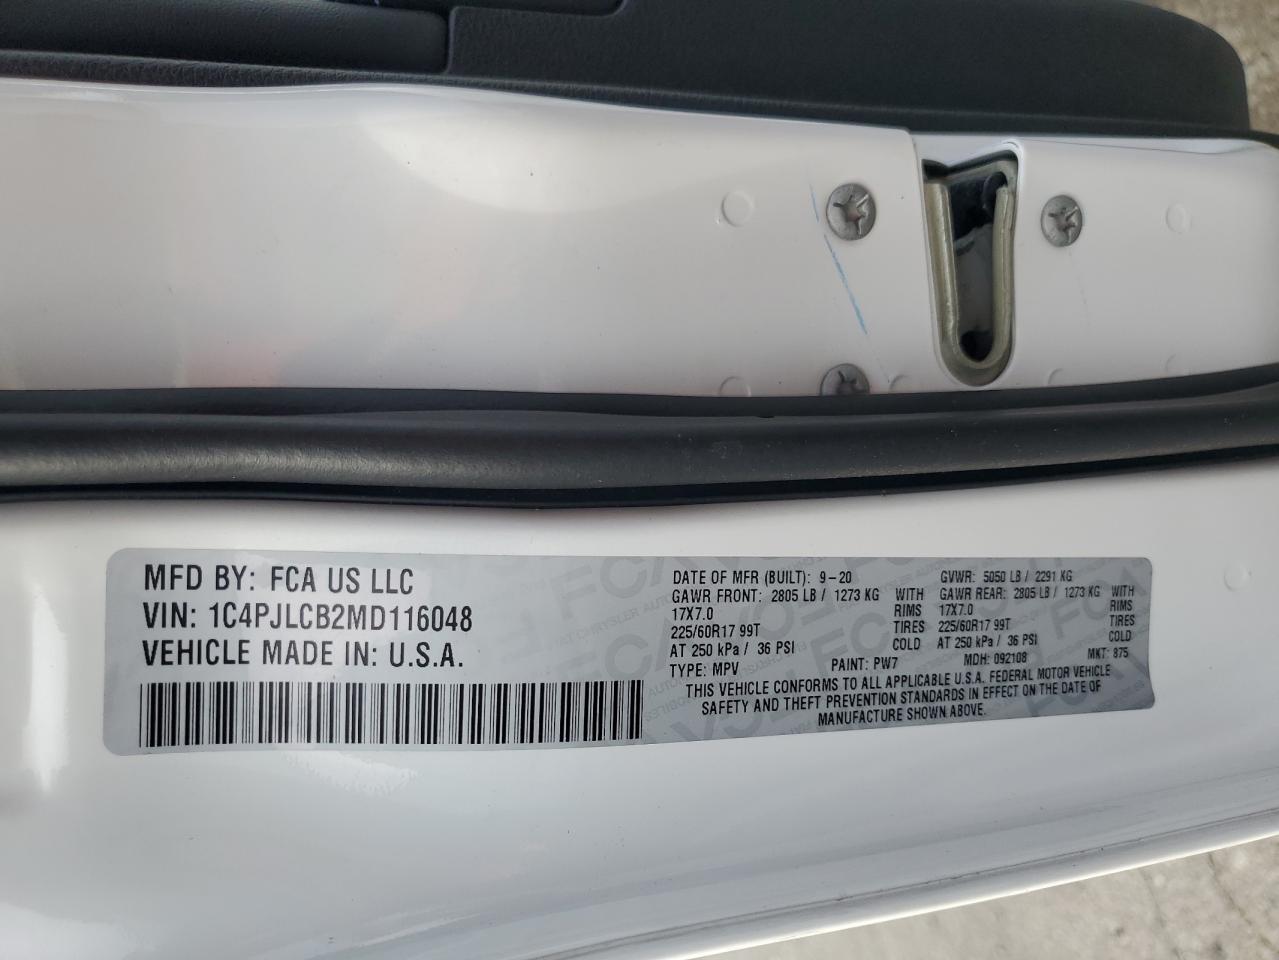 MFD BY: FCA US LLC
VIN: 1C4PJLCB2MD116048
VEHICLE MADE IN: U.S.A.
DATE OF MFR (BUILT): 9-20 GVWR: 5050 LB / 2291 KG
GAWR FRONT: 2805 LB / 1273 KG WITH GAWR REAR: 2805 LB / 1273 KG WITH
17X7.0 RIMS 17X7.0 RIMS
225/60R17 99T TIRES 225/60R17 99T TIRES
AT 250 kPa / 36 PSI COLD AT 250 kPa / 36 PSI COLD
TYPE: MPV PAINT: PW7 MDH: 092108 MKT: 875
THIS VEHICLE CONFORMS TO ALL APPLICABLE U.S.A. FEDERAL MOTOR VEHICLE
SAFETY AND THEFT PREVENTION STANDARDS IN EFFECT ON THE DATE OF
MANUFACTURE SHOWN ABOVE.